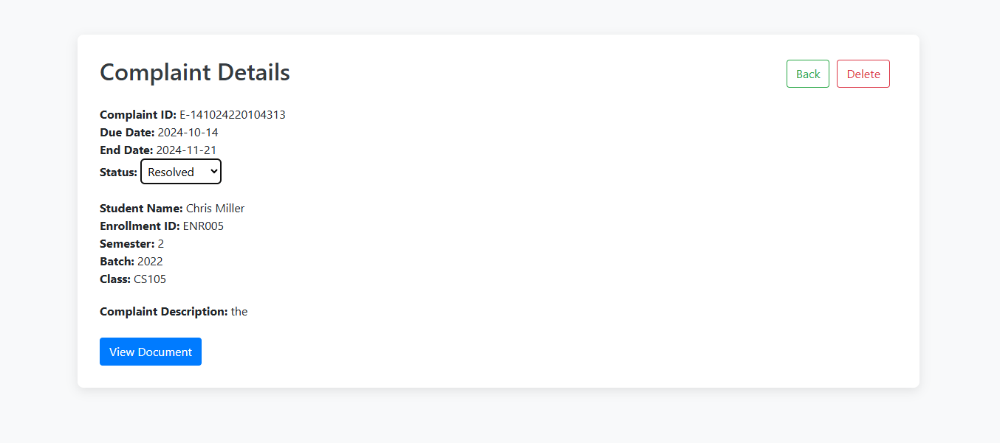 Complaint Details
Back
Delete
Complaint ID: E-141024220104313
Due Date: 2024-10-14
End Date: 2024-11-21
Status: Resolved
Student Name: Chris Miller
Enrollment ID: ENR005
Semester: 2
Batch: 2022
Class: CS105
Complaint Description: the
View Document